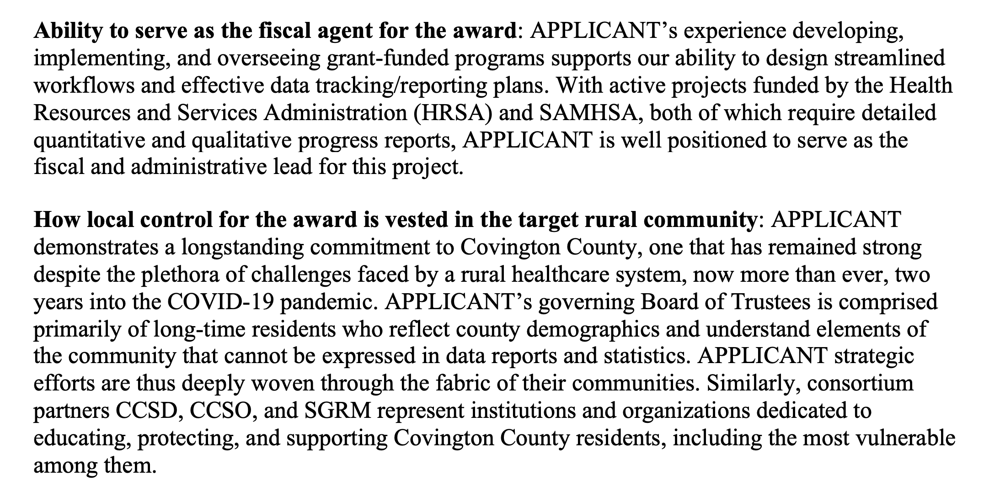 Ability to serve as the fiscal agent for the award: APPLICANT’s experience developing,
implementing, and overseeing grant-funded programs supports our ability to design streamlined
workflows and effective data tracking/reporting plans. With active projects funded by the Health
Resources and Services Administration (HRSA) and SAMHSA, both of which require detailed
quantitative and qualitative progress reports, APPLICANT is well positioned to serve as the
fiscal and administrative lead for this project.
How local control for the award is vested in the target rural community: APPLICANT
demonstrates a longstanding commitment to Covington County, one that has remained strong
despite the plethora of challenges faced by a rural healthcare system, now more than ever, two
years into the COVID-19 pandemic. APPLICANT’s governing Board of Trustees is comprised
primarily of long-time residents who reflect county demographics and understand elements of
the community that cannot be expressed in data reports and statistics. APPLICANT strategic
efforts are thus deeply woven through the fabric of their communities. Similarly, consortium
partners CCSD, CCSO, and SGRM represent institutions and organizations dedicated to
educating, protecting, and supporting Covington County residents, including the most vulnerable
among them.